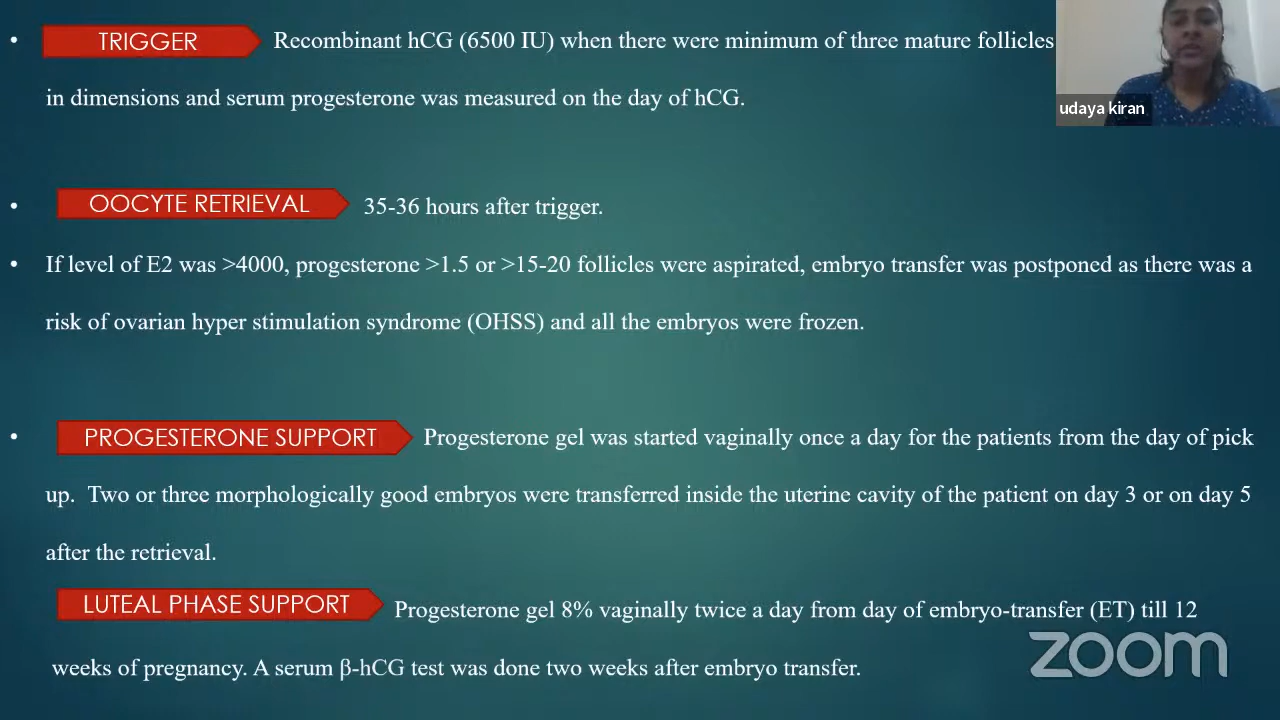 • TRIGGER Recombinant hCG (6500 IU) when there were minimum of three mature follicles
in dimensions and serum progesterone was measured on the day of hCG.
udaya kiran
• OOCYTE RETRIEVAL 35-36 hours after trigger.
• If level of E2 was >4000, progesterone >1.5 or >15-20 follicles were aspirated, embryo transfer was postponed as there was a
risk of ovarian hyper stimulation syndrome (OHSS) and all the embryos were frozen.
• PROGESTERONE SUPPORT Progesterone gel was started vaginally once a day for the patients from the day of pick
up. Two or three morphologically good embryos were transferred inside the uterine cavity of the patient on day 3 or on day 5
after the retrieval.
LUTEAL PHASE SUPPORT Progesterone gel 8% vaginally twice a day from day of embryo-transfer (ET) till 12
weeks of pregnancy. A serum β-hCG test was done two weeks after embryo transfer.
zoom